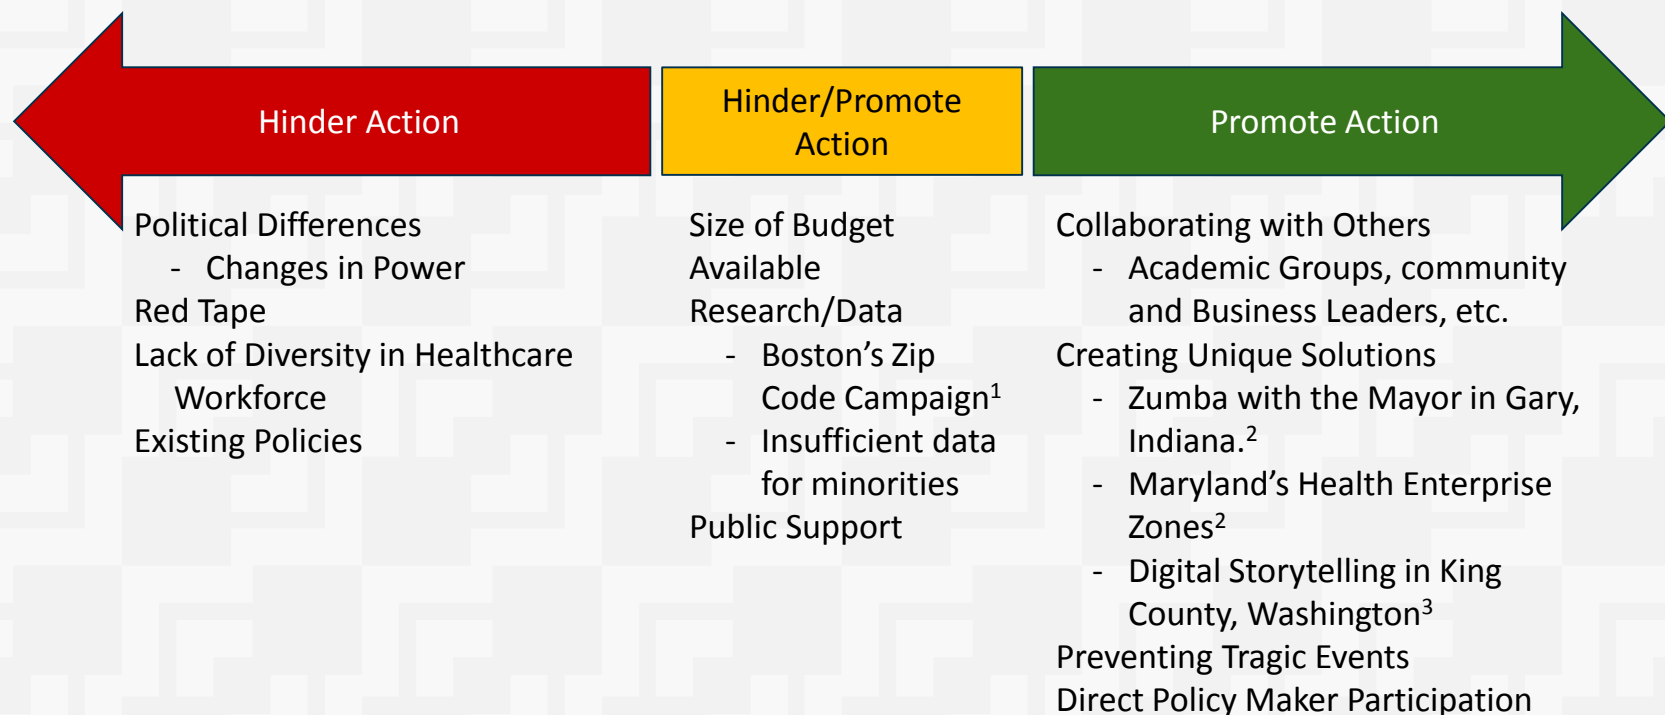 Hinder Action
Hinder/Promote
Action
Promote Action
Political Differences
- Changes in Power
Red Tape
Lack of Diversity in Healthcare
Workforce
Existing Policies
Size of Budget
Available
Research/Data
- Boston’s Zip
Code Campaign¹
- Insufficient data
for minorities
Public Support
Collaborating with Others
- Academic Groups, community
and Business Leaders, etc.
Creating Unique Solutions
- Zumba with the Mayor in Gary,
Indiana.²
- Maryland’s Health Enterprise
Zones²
- Digital Storytelling in King
County, Washington³
Preventing Tragic Events
Direct Policy Maker Participation